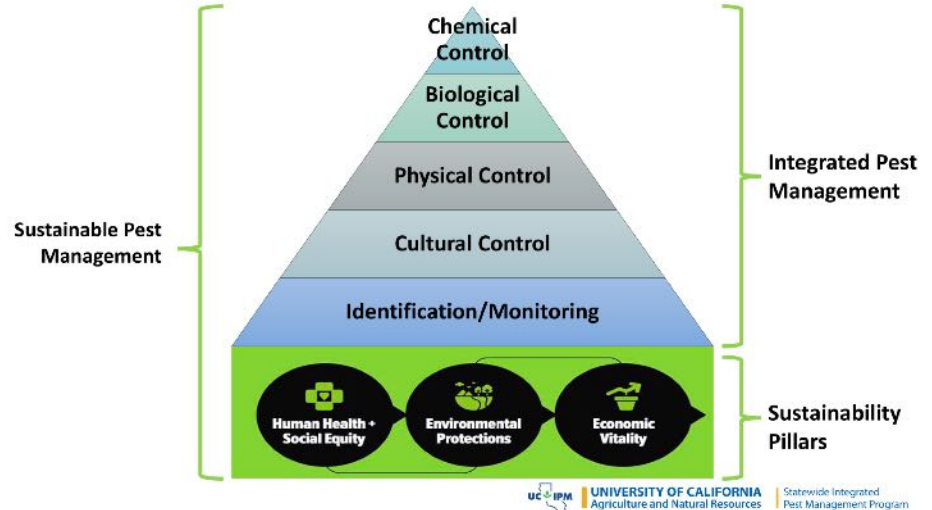 Chemical
Control
Biological
Control
Physical Control
Cultural Control
Identification/Monitoring
Sustainable Pest
Management
Integrated Pest
Management
Human Health +
Social Equity
Environmental
Protections
Economic
Vitality
Sustainability
Pillars
UC IPM
UNIVERSITY OF CALIFORNIA
Agriculture and Natural Resources
Statewide Integrated
Pest Management Program